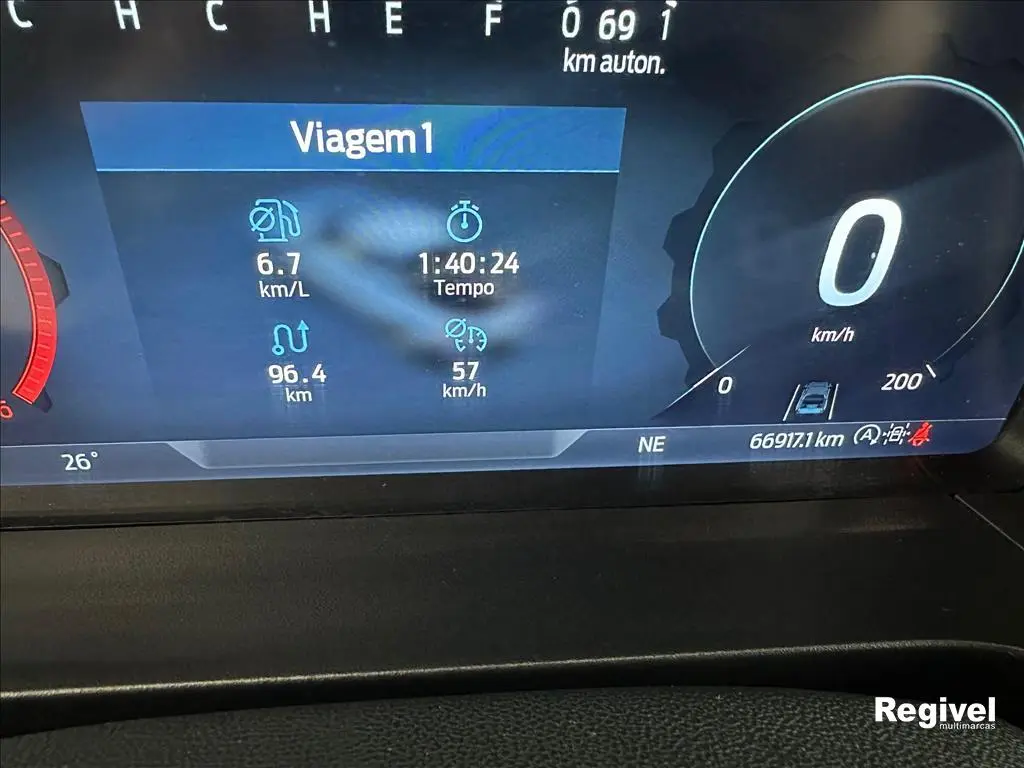 C H C H E F 0 69 1
km auton.
Viagem 1
6.7
km/L
1:40:24
Tempo
96.4
km
57
km/h
0
km/h
0
200
6
26°
NE
66917.1 km
A
Regivel
multimarcas